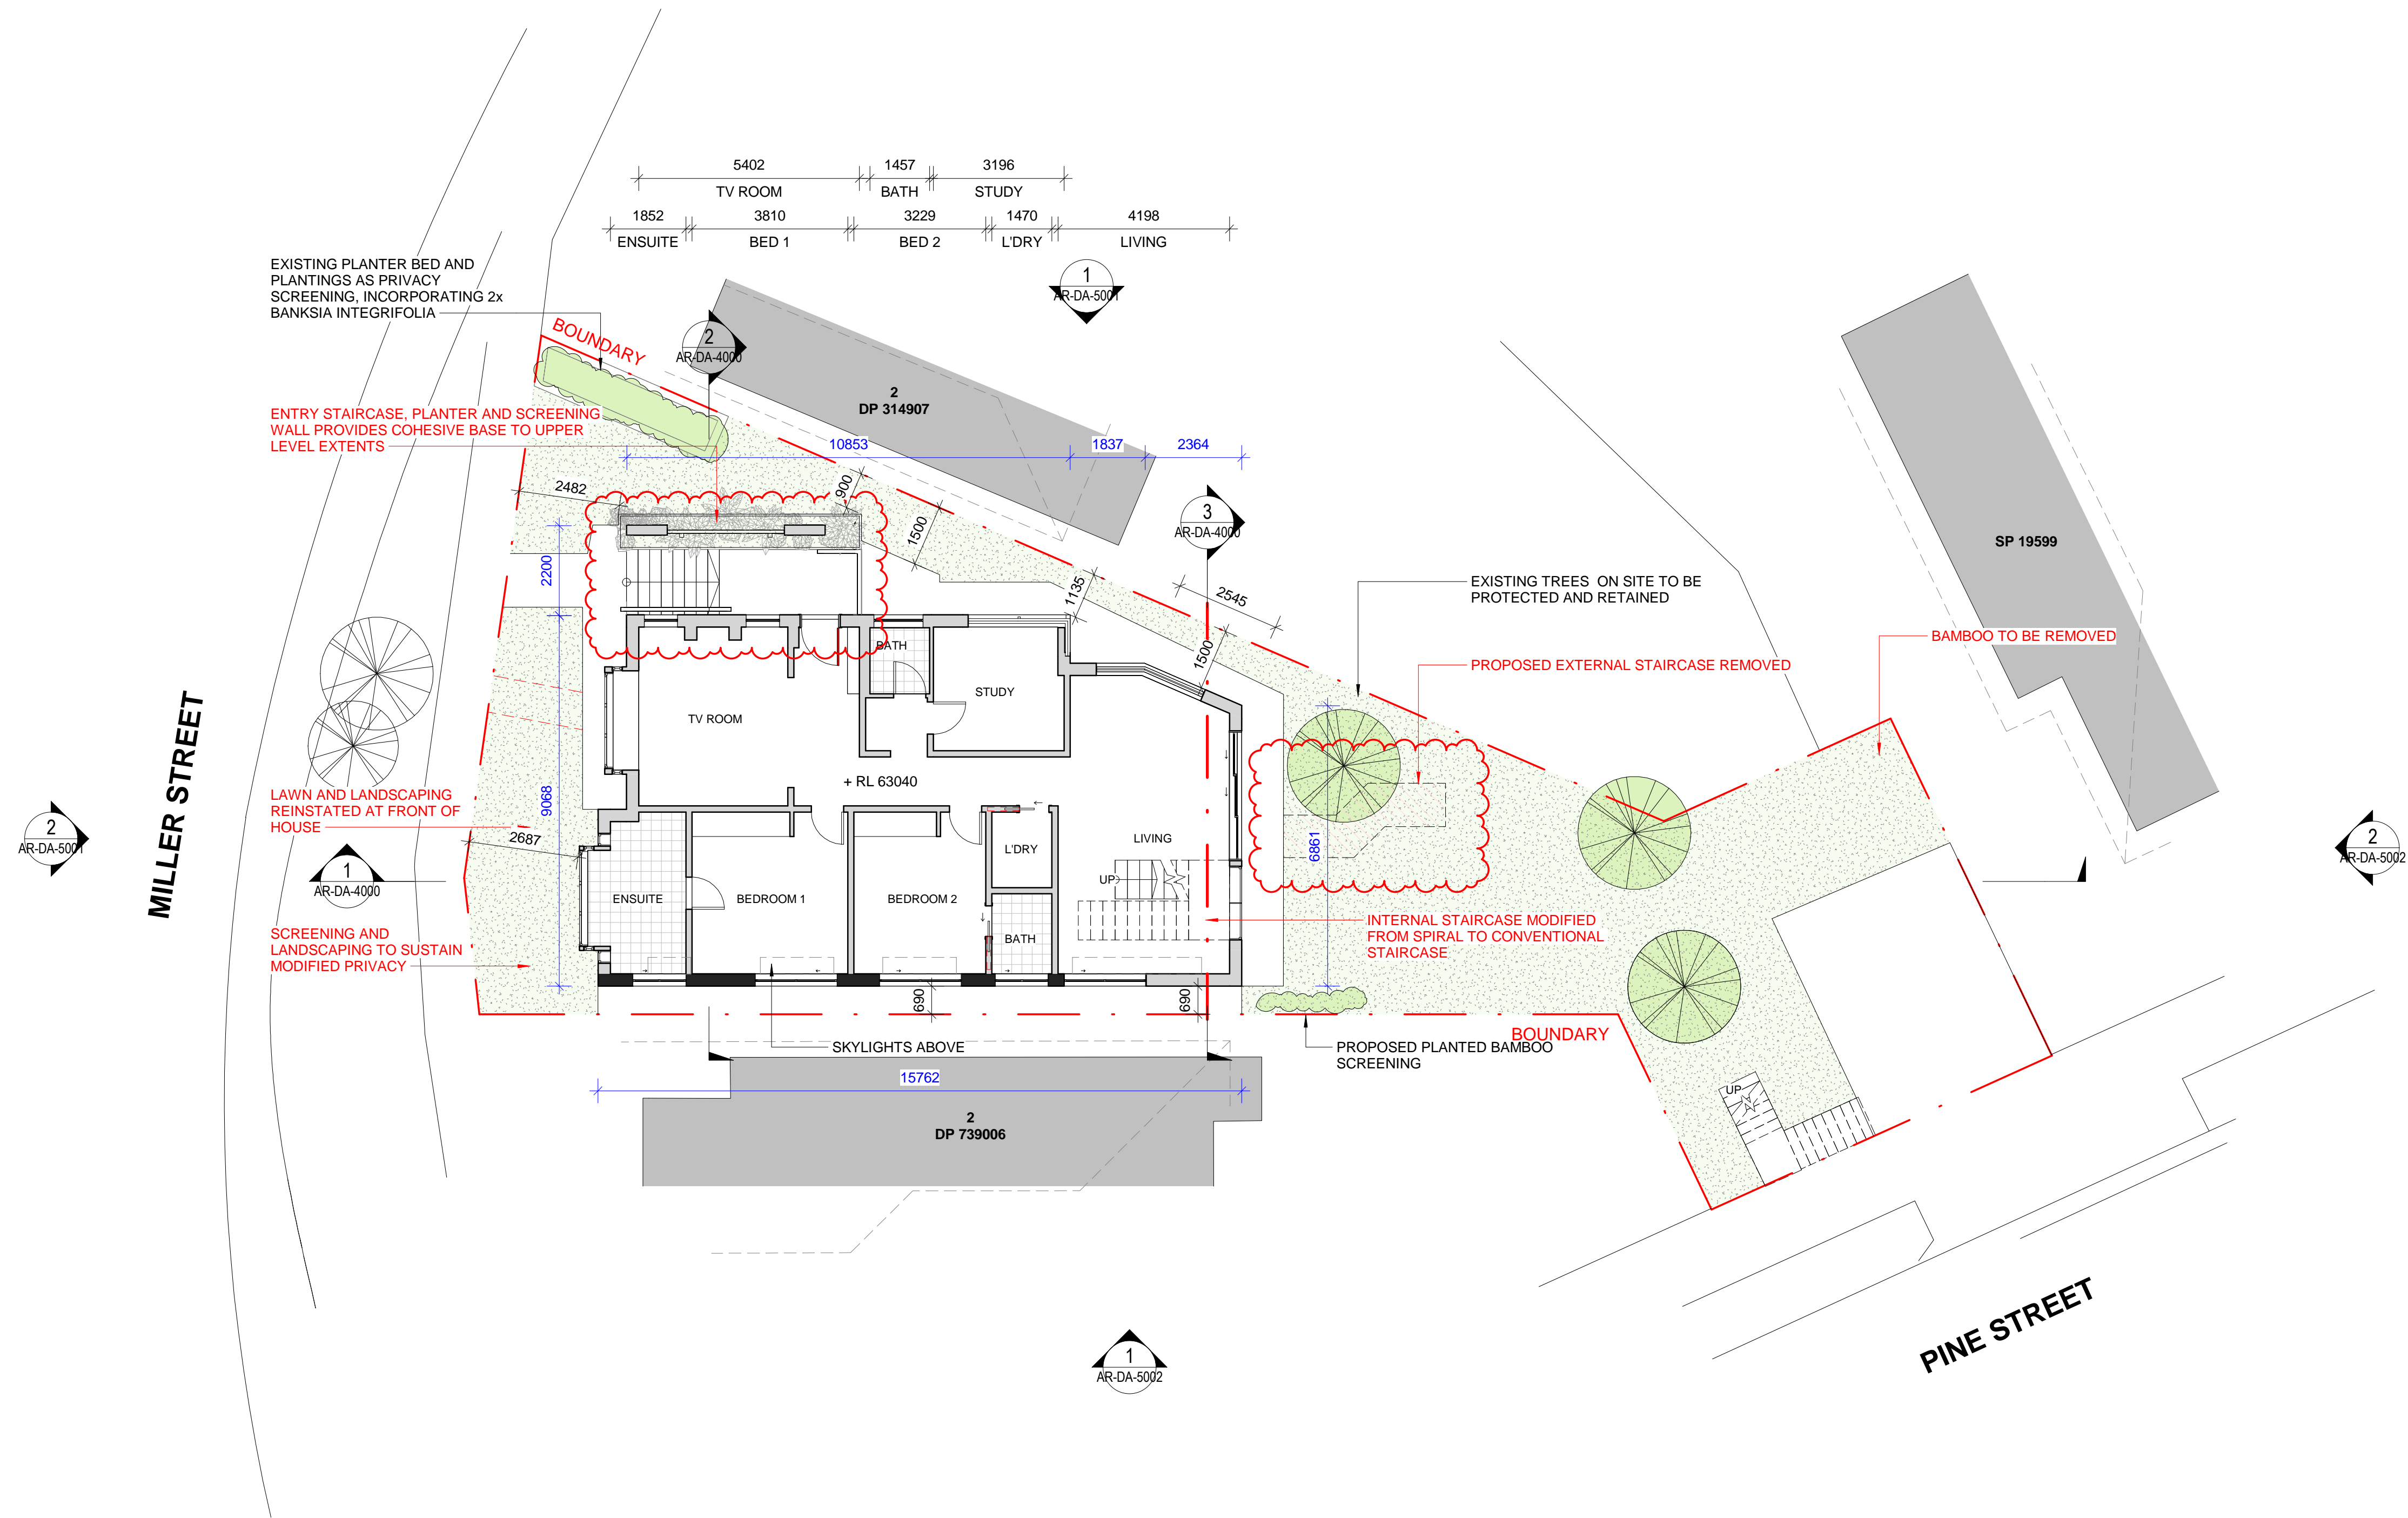 5402
1457
3196
TV ROOM
BATH
STUDY
1852
3810
3229
1470
4198
ENSUITE
BED 1
BED 2
L'DRY
LIVING
EXISTING PLANTER BED AND
PLANTINGS AS PRIVACY
SCREENING, INCORPORATING 2x
BANKSIA INTEGRIFOLIA
1
AR-DA-5001
BOUNDARY
2
AR-DA-4000
2
DP 314907
ENTRY STAIRCASE, PLANTER AND SCREENING
WALL PROVIDES COHESIVE BASE TO UPPER
LEVEL EXTENTS
10853
1837
2364
2482
900
1500
3
AR-DA-4000
SP 19599
2200
1135
2545
EXISTING TREES  ON SITE TO BE
PROTECTED AND RETAINED
BAMBOO TO BE REMOVED
BATH
1500
PROPOSED EXTERNAL STAIRCASE REMOVED
STUDY
TV ROOM
MILLER STREET
+ RL 63040
9068
LAWN AND LANDSCAPING
REINSTATED AT FRONT OF
HOUSE
2
AR-DA-5001
2687
LIVING
L'DRY
6861
2
AR-DA-5002
1
AR-DA-4000
UP
ENSUITE
BEDROOM 1
BEDROOM 2
SCREENING AND
LANDSCAPING TO SUSTAIN
MODIFIED PRIVACY
BATH
INTERNAL STAIRCASE MODIFIED
FROM SPIRAL TO CONVENTIONAL
STAIRCASE
690
690
BOUNDARY
SKYLIGHTS ABOVE
PROPOSED PLANTED BAMBOO
SCREENING
15762
UP
2
DP 739006
PINE STREET
1
AR-DA-5002